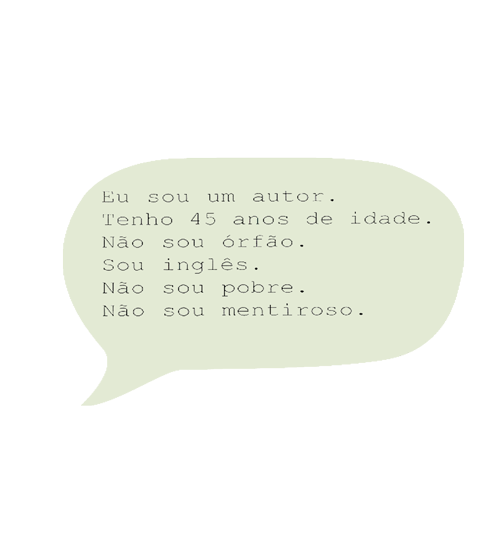 Eu sou um autor.
Tenho 45 anos de idade.
Não sou órfão.
Sou inglês.
Não sou pobre.
Não sou mentiroso.